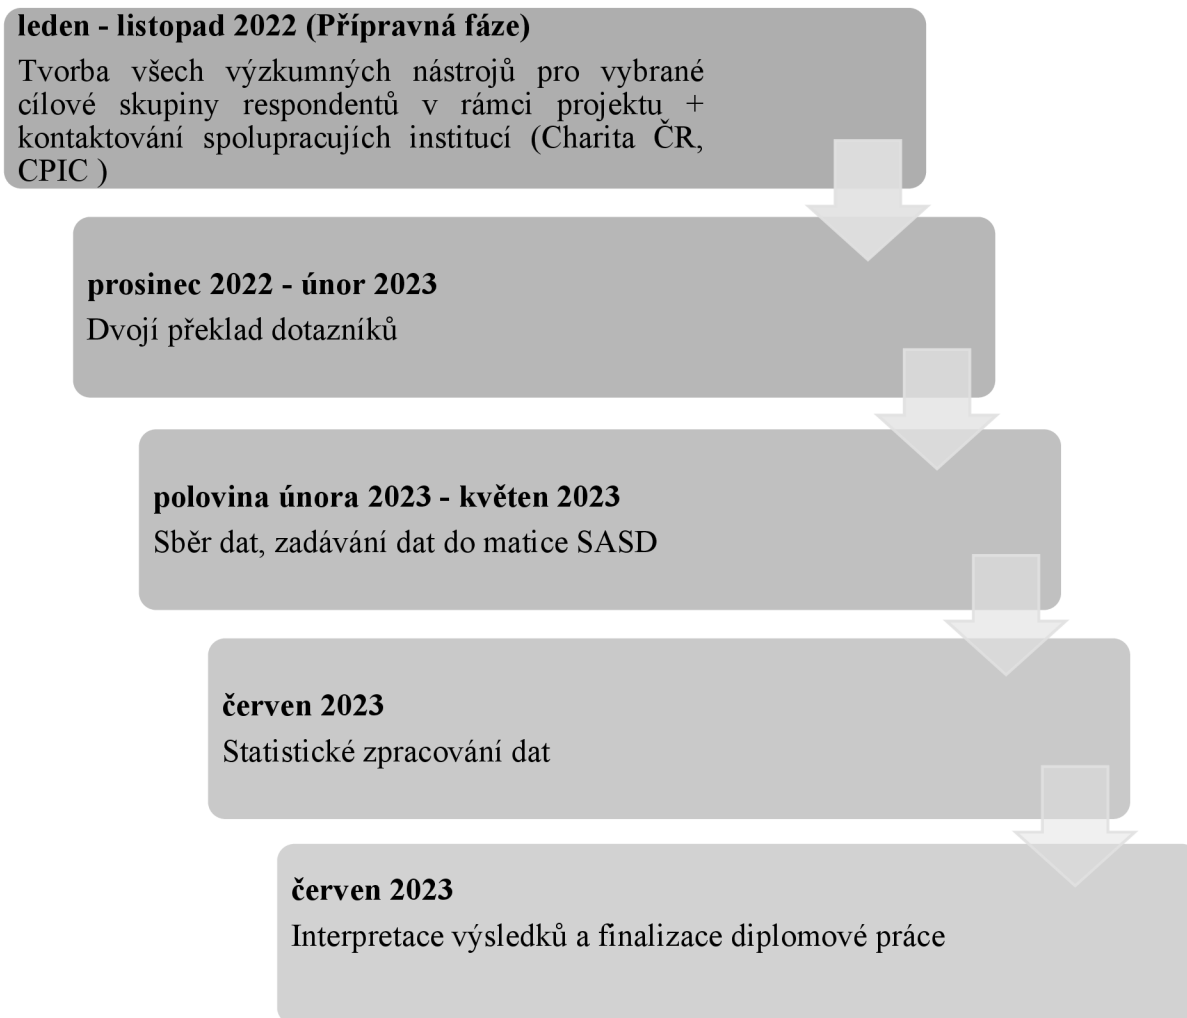 leden - listopad 2022 (Přípravná fáze)
Tvorba všech výzkumných nástrojů pro vybrané
cílové skupiny respondentů v rámci projektu +
kontaktování spolupracujích institucí (Charita ČR,
CPIC )
prosinec 2022 - únor 2023
Dvojí překlad dotazníků
polovina února 2023 - květen 2023
Sběr dat, zadávání dat do matice SASD
červen 2023
Statistické zpracování dat
červen 2023
Interpretace výsledků a finalizace diplomové práce